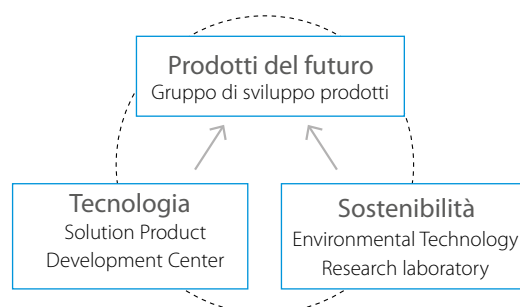 Prodotti del futuro
Gruppo di sviluppo prodotti
Tecnologia
Solution Product
Development Center
Sostenibilità
Environmental Technology
Research laboratory